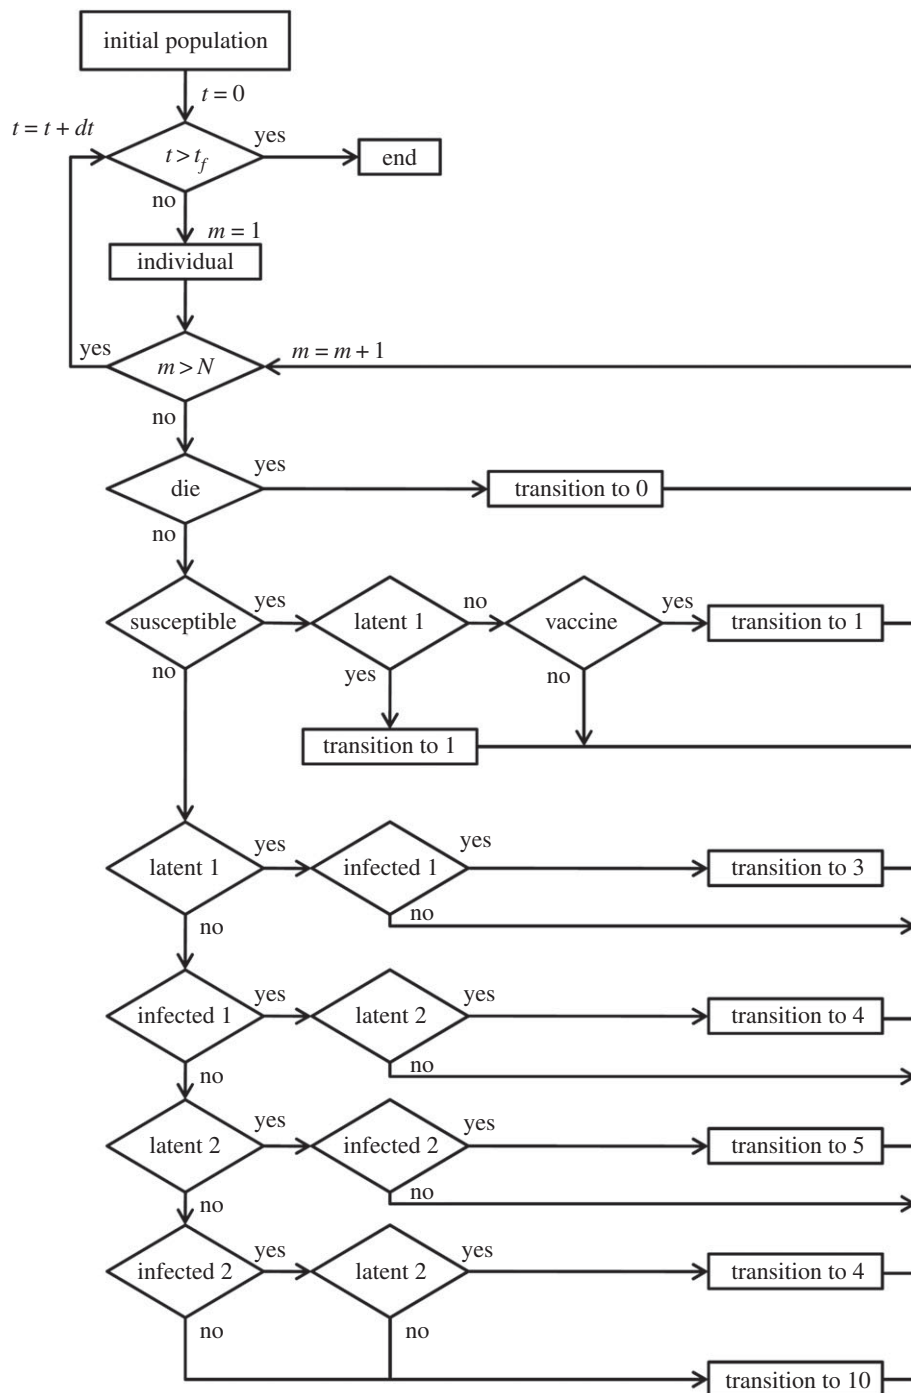 initial population
t = 0
t = t + dt
yes
t > t_f
end
no
m = 1
individual
yes
m = m + 1
m > N
no
yes
die
transition to 0
no
yes
no
yes
susceptible
latent 1
vaccine
transition to 1
no
yes
no
transition to 1
yes
yes
latent 1
infected 1
transition to 3
no
no
yes
yes
infected 1
latent 2
transition to 4
no
no
yes
yes
latent 2
infected 2
transition to 5
no
no
yes
yes
infected 2
latent 2
transition to 4
no
no
transition to 10